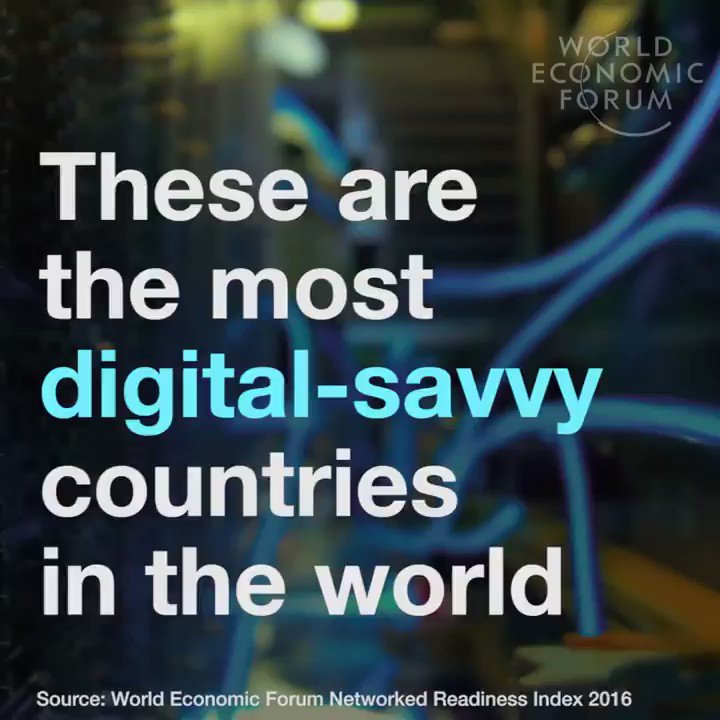 WORLD
ECONOMIC
FORUM
These are
the most
digital-savvy
countries
in the world
Source: World Economic Forum Networked Readiness Index 2016